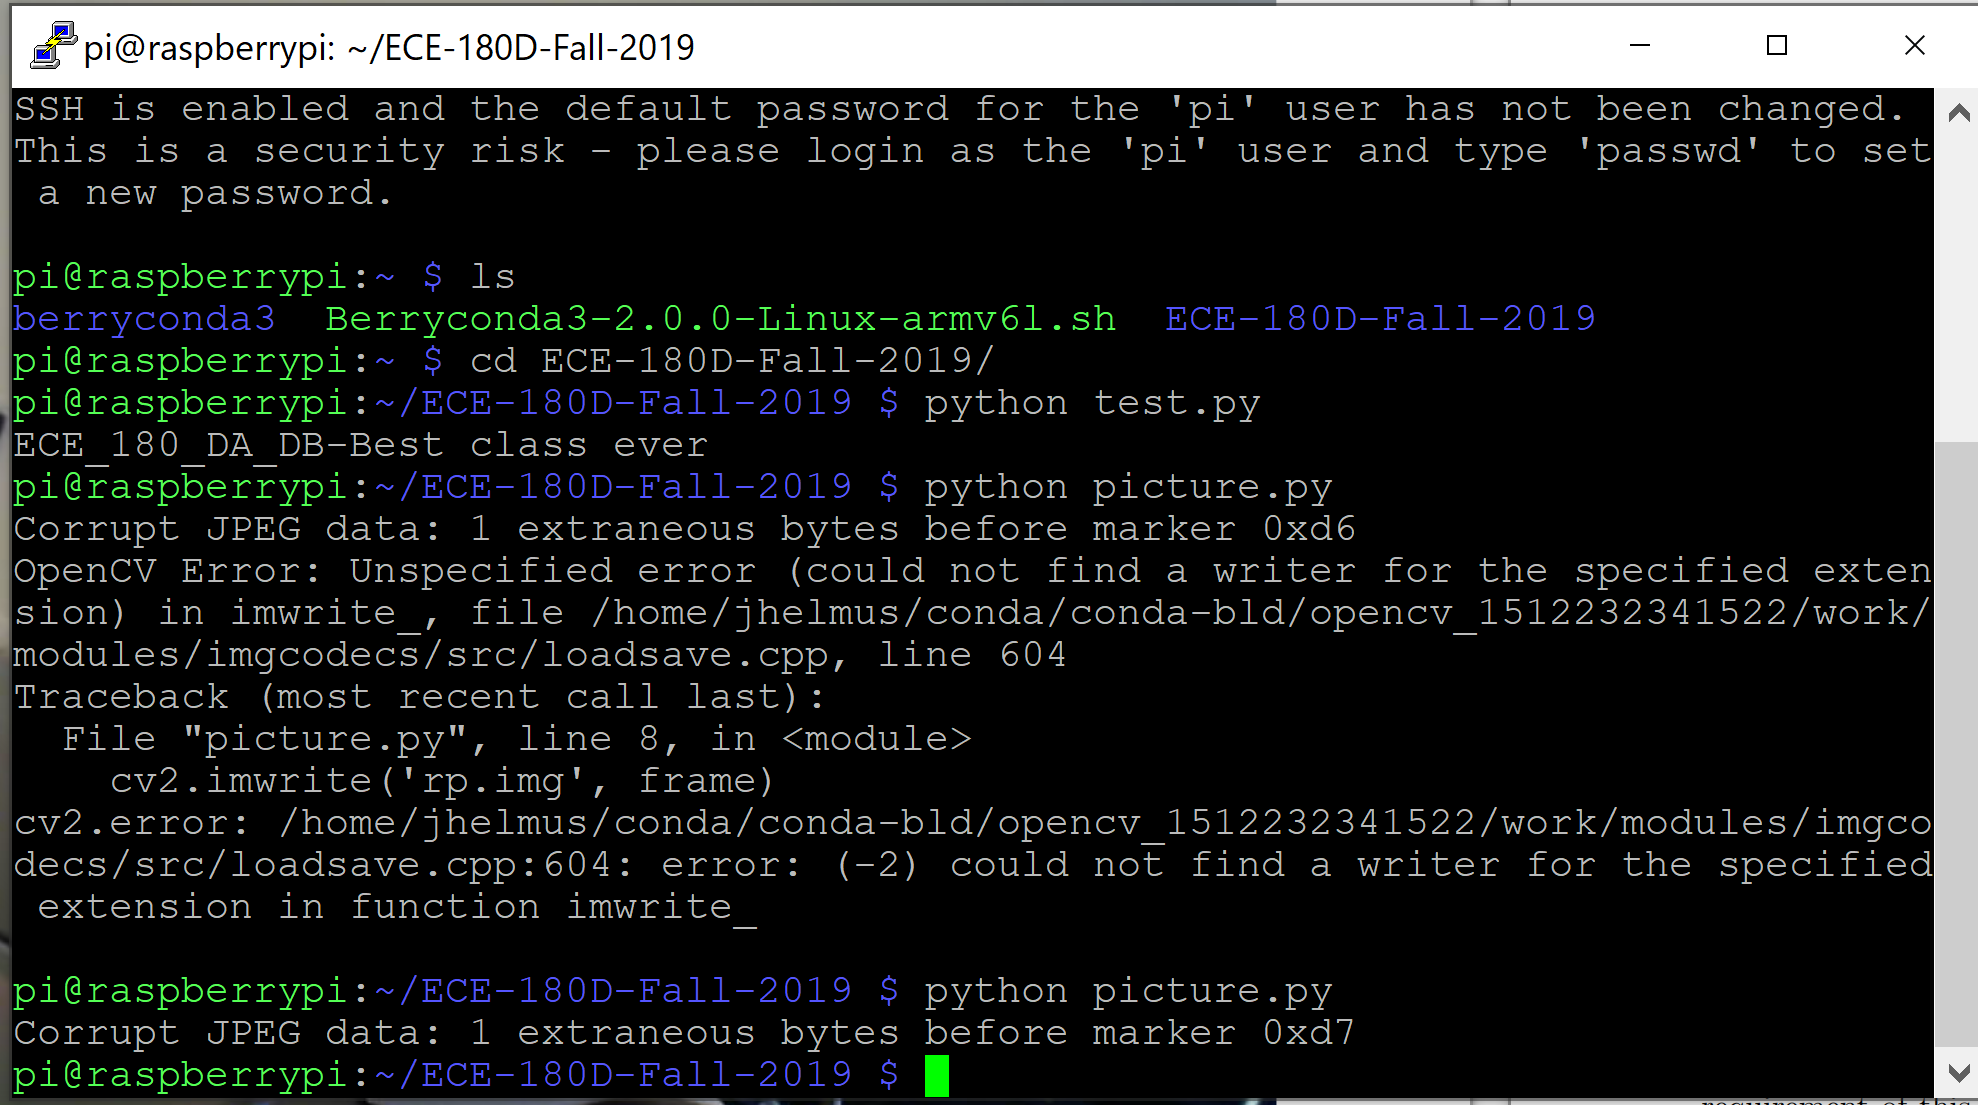 pi@raspberrypi: ~/ECE-180D-Fall-2019
SSH is enabled and the default password for the 'pi' user has not been changed.
This is a security risk - please login as the 'pi' user and type 'passwd' to set
 a new password.
pi@raspberrypi:~ $ ls
berryconda3  Berryconda3-2.0.0-Linux-armv6l.sh  ECE-180D-Fall-2019
pi@raspberrypi:~ $ cd ECE-180D-Fall-2019/
pi@raspberrypi:~/ECE-180D-Fall-2019 $ python test.py
ECE_180_DA_DB-Best class ever
pi@raspberrypi:~/ECE-180D-Fall-2019 $ python picture.py
Corrupt JPEG data: 1 extraneous bytes before marker 0xd6
OpenCV Error: Unspecified error (could not find a writer for the specified exten
sion) in imwrite_, file /home/jhelmus/conda/conda-bld/opencv_1512232341522/work/
modules/imgcodecs/src/loadsave.cpp, line 604
Traceback (most recent call last):
  File "picture.py", line 8, in <module>
    cv2.imwrite('rp.img', frame)
cv2.error: /home/jhelmus/conda/conda-bld/opencv_1512232341522/work/modules/imgco
decs/src/loadsave.cpp:604: error: (-2) could not find a writer for the specified
 extension in function imwrite_
pi@raspberrypi:~/ECE-180D-Fall-2019 $ python picture.py
Corrupt JPEG data: 1 extraneous bytes before marker 0xd7
pi@raspberrypi:~/ECE-180D-Fall-2019 $